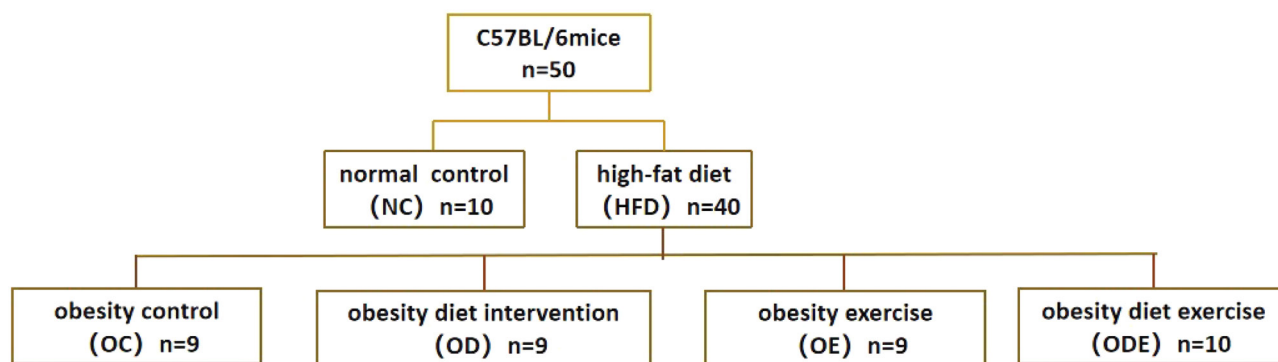 C57BL/6mice
n=50
normal control
（NC） n=10
high-fat diet
（HFD） n=40
obesity control
（OC） n=9
obesity diet intervention
（OD） n=9
obesity exercise
（OE） n=9
obesity diet exercise
（ODE） n=10